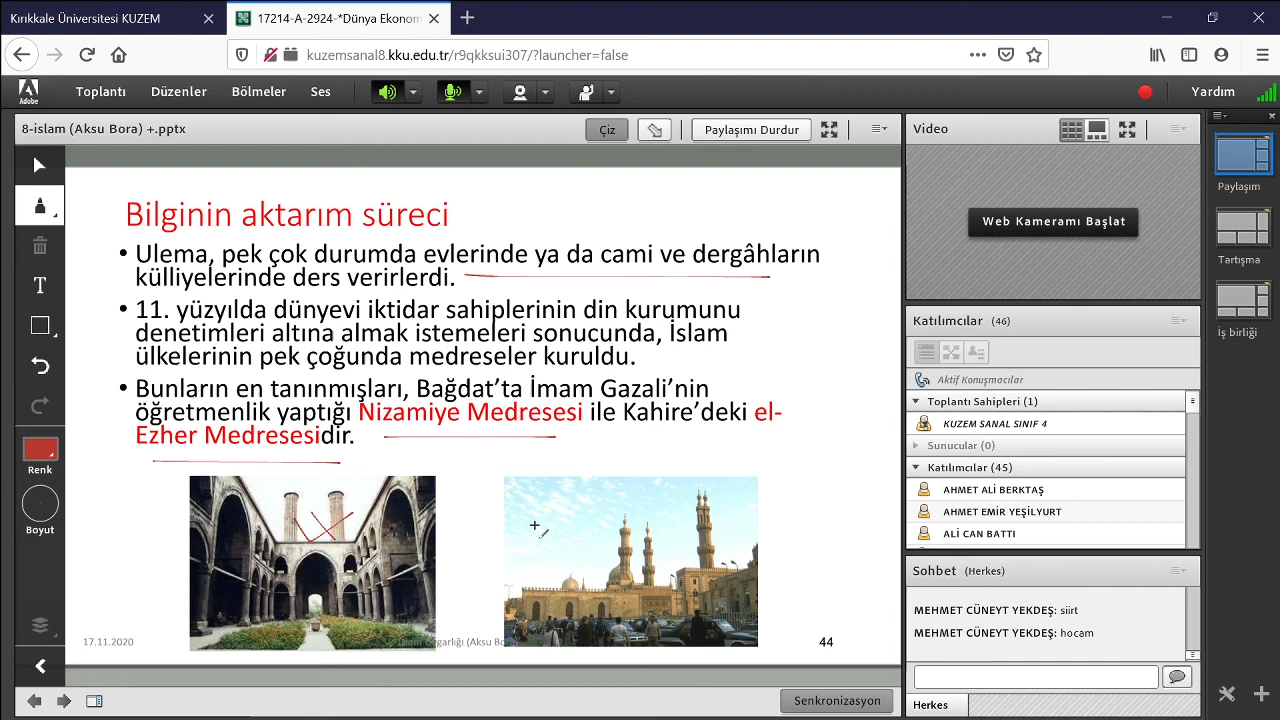 Kırıkkale Üniversitesi KUZEM
17214-A-2924-*Dünya Ekonom
kuzemsanal8.kku.edu.tr/r9qkksui307/?launcher=false
Adobe
Toplantı
Düzenler
Bölmeler
Ses
Yardım
8-islam (Aksu Bora) +.pptx
Çiz
Paylaşımı Durdur
Bilginin aktarım süreci
• Ulema, pek çok durumda evlerinde ya da cami ve dergâhların
külliyelerinde ders verirlerdi.
• 11. yüzyılda dünyevi iktidar sahiplerinin din kurumunu
denetimleri altına almak istemeleri sonucunda, İslam
ülkelerinin pek çoğunda medreseler kuruldu.
• Bunların en tanınmışları, Bağdat’ta İmam Gazali’nin
öğretmenlik yaptığı Nizamiye Medresesi ile Kahire’deki el-
Ezher Medresesidir.
17.11.2020
(Aksu Bora)
44
T
Renk
Boyut
Senkronizasyon
Video
Web Kameramı Başlat
Katılımcılar (46)
Aktif Konuşmacılar
Toplantı Sahipleri (1)
KUZEM SANAL SINIF 4
Sunucular (0)
Katılımcılar (45)
AHMET ALİ BERKTAŞ
AHMET EMİR YEŞİLYURT
ALİ CAN BATTI
Sohbet (Herkes)
MEHMET CÜNEYT YEKDEŞ: siirt
MEHMET CÜNEYT YEKDEŞ: hocam
Herkes
Paylaşım
Tartışma
İş birliği